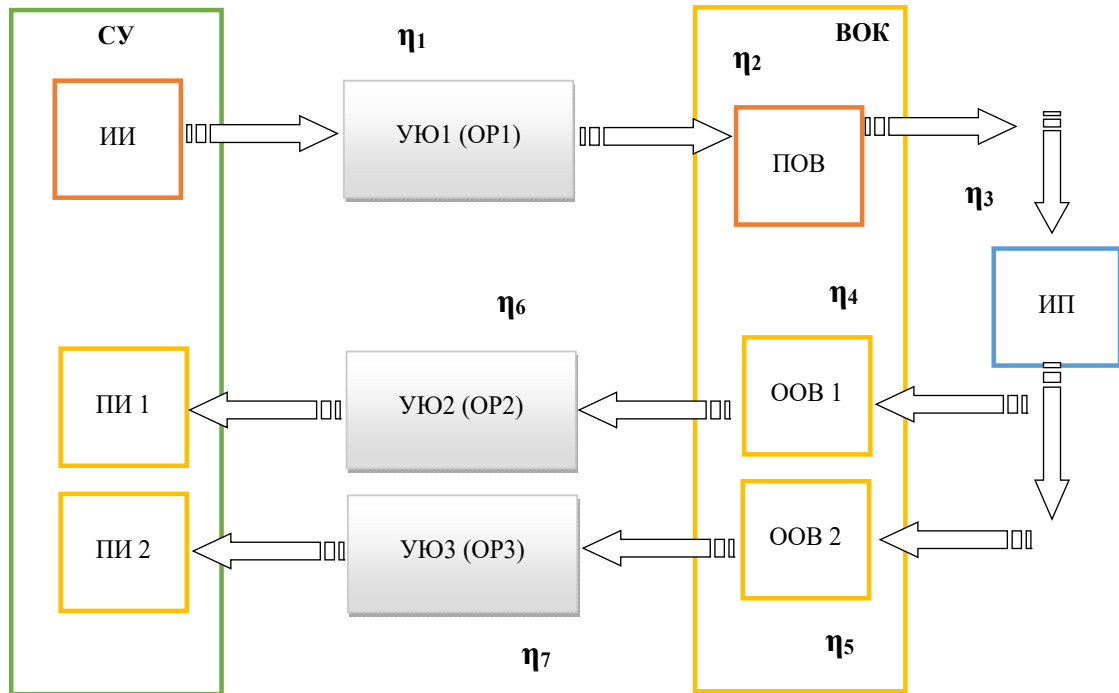 СУ
η1
ВОК
η2
ИИ
УЮ1 (ОР1)
ПОВ
η3
η6
η4
ИП
ПИ 1
УЮ2 (ОР2)
ООВ 1
ПИ 2
УЮ3 (ОР3)
ООВ 2
η7
η5